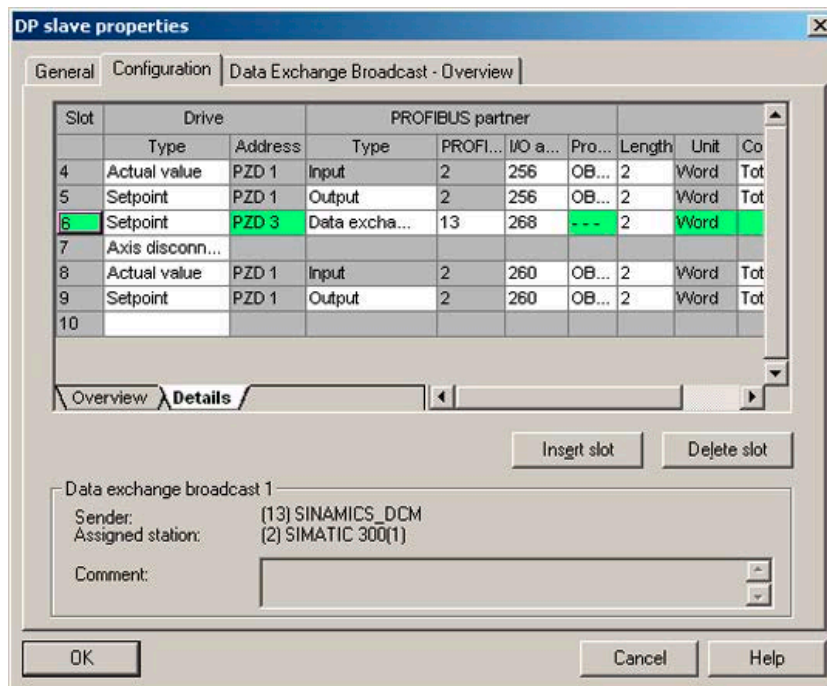 DP slave properties
General Configuration Data Exchange Broadcast - Overview
Slot Drive PROFIBUS partner
Type Address Type PROFI... I/O a... Pro... Length Unit Co
4 Actual value PZD 1 Input 2 256 OB... 2 Word Tot
5 Setpoint PZD 1 Output 2 256 OB... 2 Word Tot
6 Setpoint PZD 3 Data excha... 13 268 - - - 2 Word
7 Axis disconn...
8 Actual value PZD 1 Input 2 260 OB... 2 Word Tot
9 Setpoint PZD 1 Output 2 260 OB... 2 Word Tot
10
Overview Details
Insert slot Delete slot
Data exchange broadcast 1
Sender: (13) SINAMICS_DCM
Assigned station: (2) SIMATIC 300(1)
Comment:
OK Cancel Help